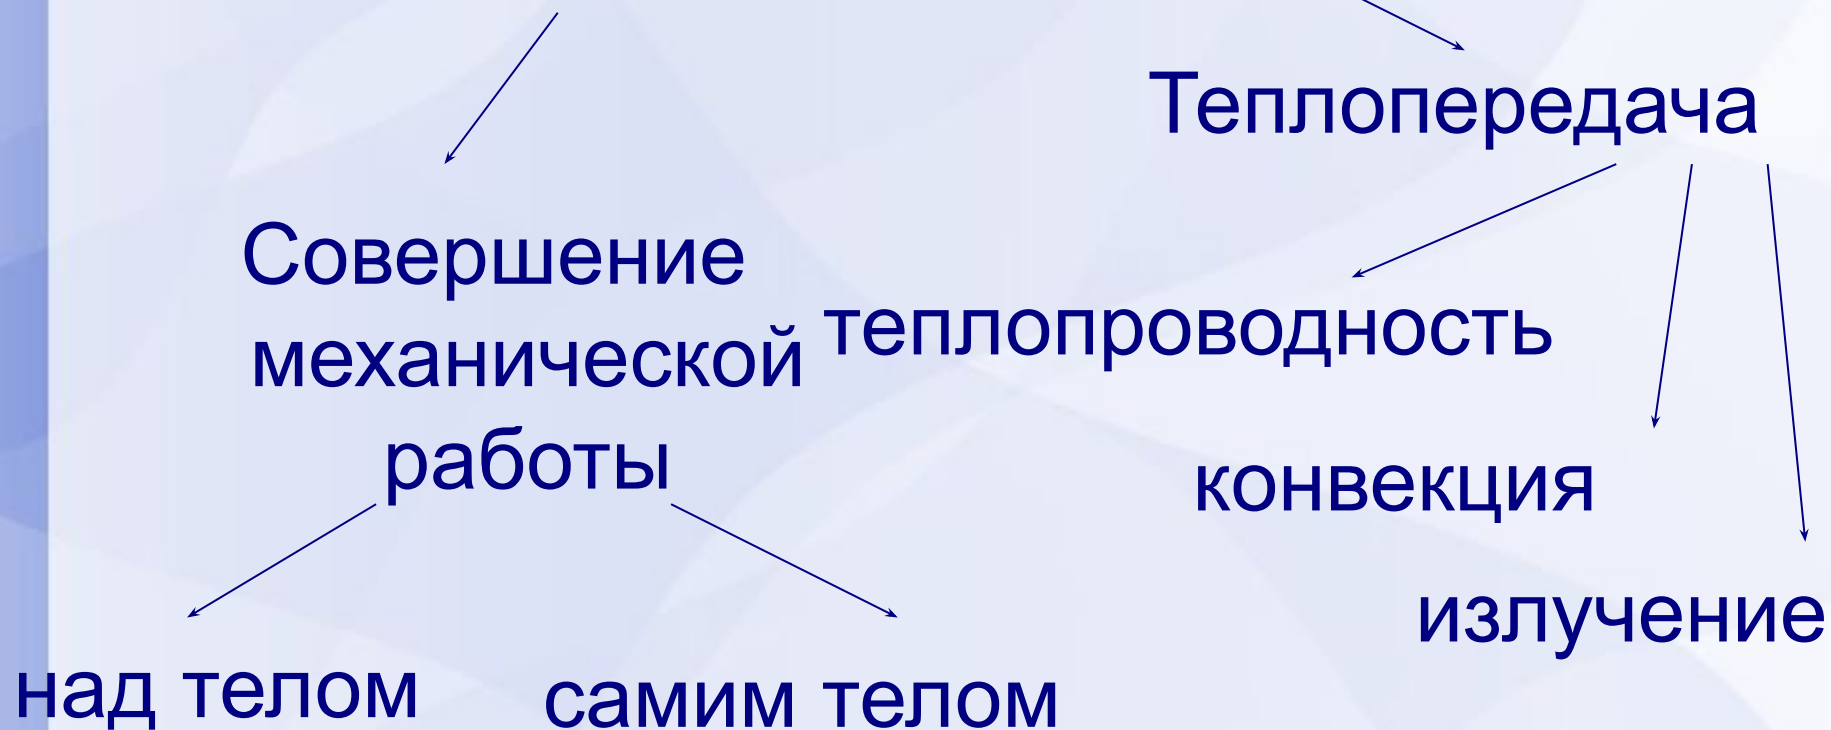 Теплопередача
Совершение
механической
работы
теплопроводность
конвекция
излучение
над телом
самим телом